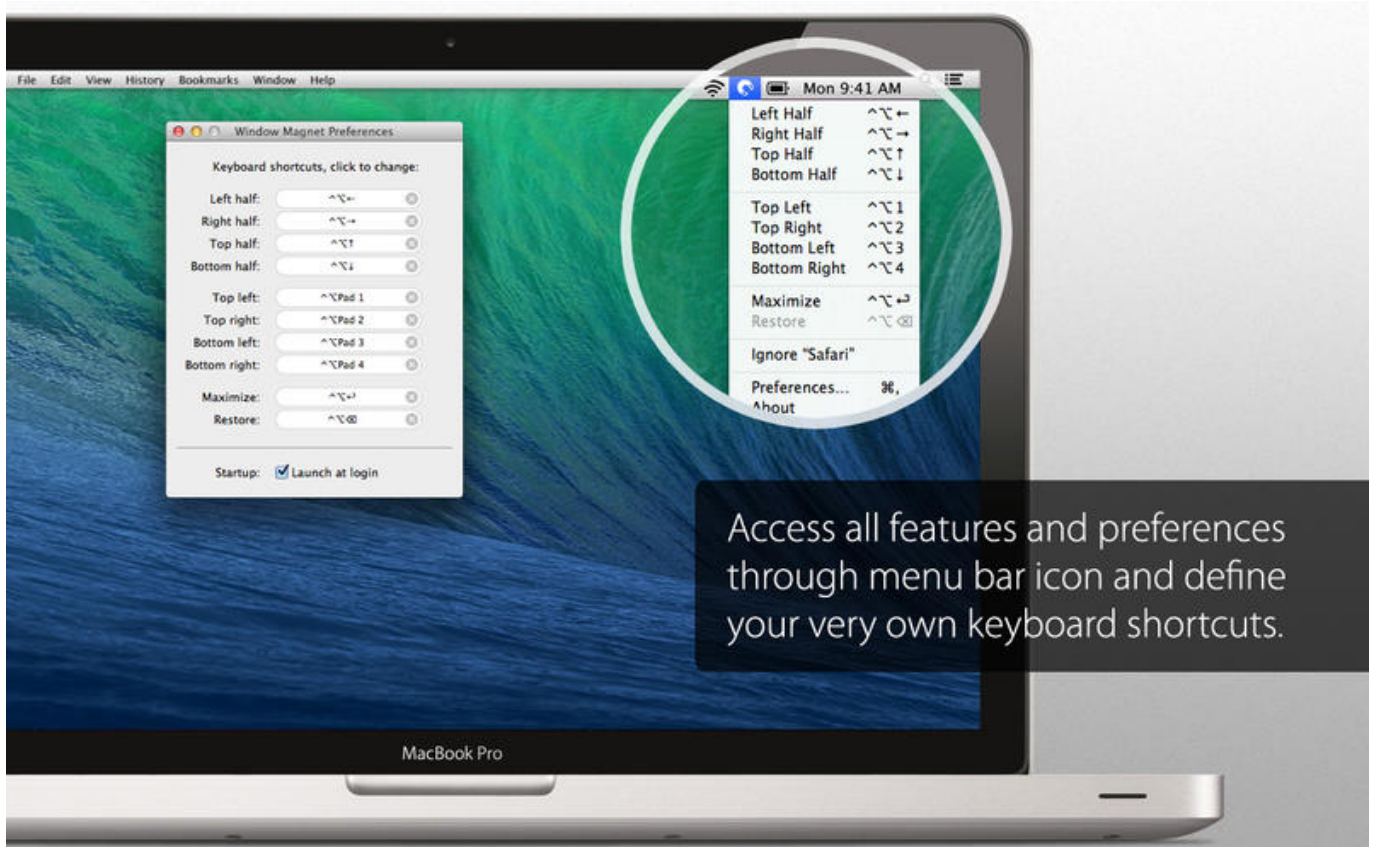 File Edit View History Bookmarks Window Help
Mon 9:41 AM
Window Magnet Preferences
Keyboard shortcuts, click to change:
Left half: ^⌥←
Right half: ^⌥→
Top half: ^⌥↑
Bottom half: ^⌥↓
Top left: ^⌥Pad 1
Top right: ^⌥Pad 2
Bottom left: ^⌥Pad 3
Bottom right: ^⌥Pad 4
Maximize: ^⌥↩
Restore: ^⌥⌫
Startup: Launch at login
Left Half ^⌥←
Right Half ^⌥→
Top Half ^⌥↑
Bottom Half ^⌥↓
Top Left ^⌥1
Top Right ^⌥2
Bottom Left ^⌥3
Bottom Right ^⌥4
Maximize ^⌥↩
Restore ^⌥⌫
Ignore "Safari"
Preferences... ⌘,
About
Access all features and preferences
through menu bar icon and define
your very own keyboard shortcuts.
MacBook Pro